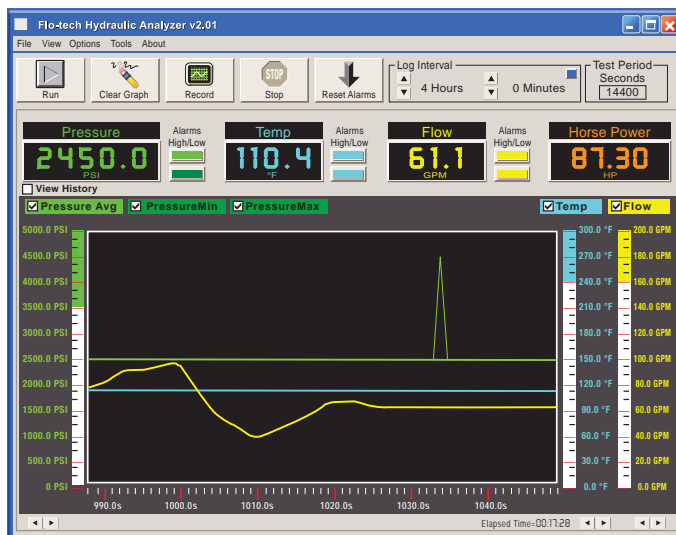 Flo-tech Hydraulic Analyzer v2.01
File View Options Tools About
Run
Clear Graph
Record
STOP
Stop
Reset Alarms
Log Interval
4 Hours
0 Minutes
Test Period
Seconds
14400
Pressure
2450.0
PSI
Alarms
High/Low
Temp
110.4
°F
Alarms
High/Low
Flow
61.1
GPM
Alarms
High/Low
Horse Power
87.30
HP
View History
Pressure Avg PressureMin PressureMax Temp Flow
5000.0 PSI 300.0 °F 200.0 GPM
4500.0 PSI 270.0 °F 180.0 GPM
4000.0 PSI 240.0 °F 160.0 GPM
3500.0 PSI 210.0 °F 140.0 GPM
3000.0 PSI 180.0 °F 120.0 GPM
2500.0 PSI 150.0 °F 100.0 GPM
2000.0 PSI 120.0 °F 80.0 GPM
1500.0 PSI 90.0 °F 60.0 GPM
1000.0 PSI 60.0 °F 40.0 GPM
500.0 PSI 30.0 °F 20.0 GPM
0 PSI 0.0 °F 0.0 GPM
990.0s 1000.0s 1010.0s 1020.0s 1030.0s 1040.0s
Elapsed Time=00:17:28